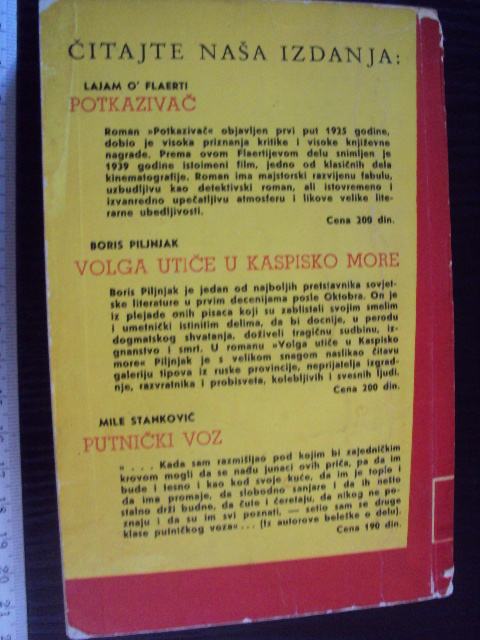 ČITAJTE NAŠA IZDANJA:
LAJAM O' FLAERTI
POTKAZIVAČ
Roman »Potkazivač« objavljen prvi put 1925 godine,
dobio je visoka priznanja kritike i visoke književne
nagrade. Prema ovom Flaertijevom delu snimljen je
1939 godine istoimeni film, jedno od klasičnih dela
kinematografije. Roman ima majstorski razvijenu fabulu,
uzbudljivu kao detektivski roman, ali istovremeno i
izvanredno upečatljivu atmosferu i likove velike lite-
rarne ubedljivosti.
Cena 200 din.
BORIS PILJNJAK
VOLGA UTIČE U KASPISKO MORE
Boris Piljnjak je jedan od najboljih pretstavnika sovjet-
ske literature u prvim decenijama posle Oktobra. On je
iz plejade onih pisaca koji su zablistali svojim smelim
i umetnički istinitim delima, da bi docnije, u perodu
dogmatskog shvatanja, doživeli tragičnu sudbinu, iz-
gnanstvo i smrt. U romanu »Volga utiče u Kaspisko
more« Piljnjak je s velikom snagom naslikao čitavu
galeriju tipova iz ruske provincije, neprijatelja izgrad-
nje, razvratnika i probisveta, kolebljivih i svesnih ljudi.
Cena 200 din.
MILE STANKOVIĆ
PUTNIČKI VOZ
» . . . Kada sam razmišljao pod kojim bi zajedničkim
krovom mogli da se nađu junaci ovih priča, pa da im
bude i tesno i kao kod svoje kuće, da im je toplo i
da ima promaje, da slobodno sanjare i da ih nešto
stalno drži budne, da ćute i ćeretaju, da nikog ne po-
znaju i da su im svi poznati, — setio sam se druge
klase putničkog voza« . . . (Iz autorove beleške o delu).
Cena 190 din.
17
18
19
20
21